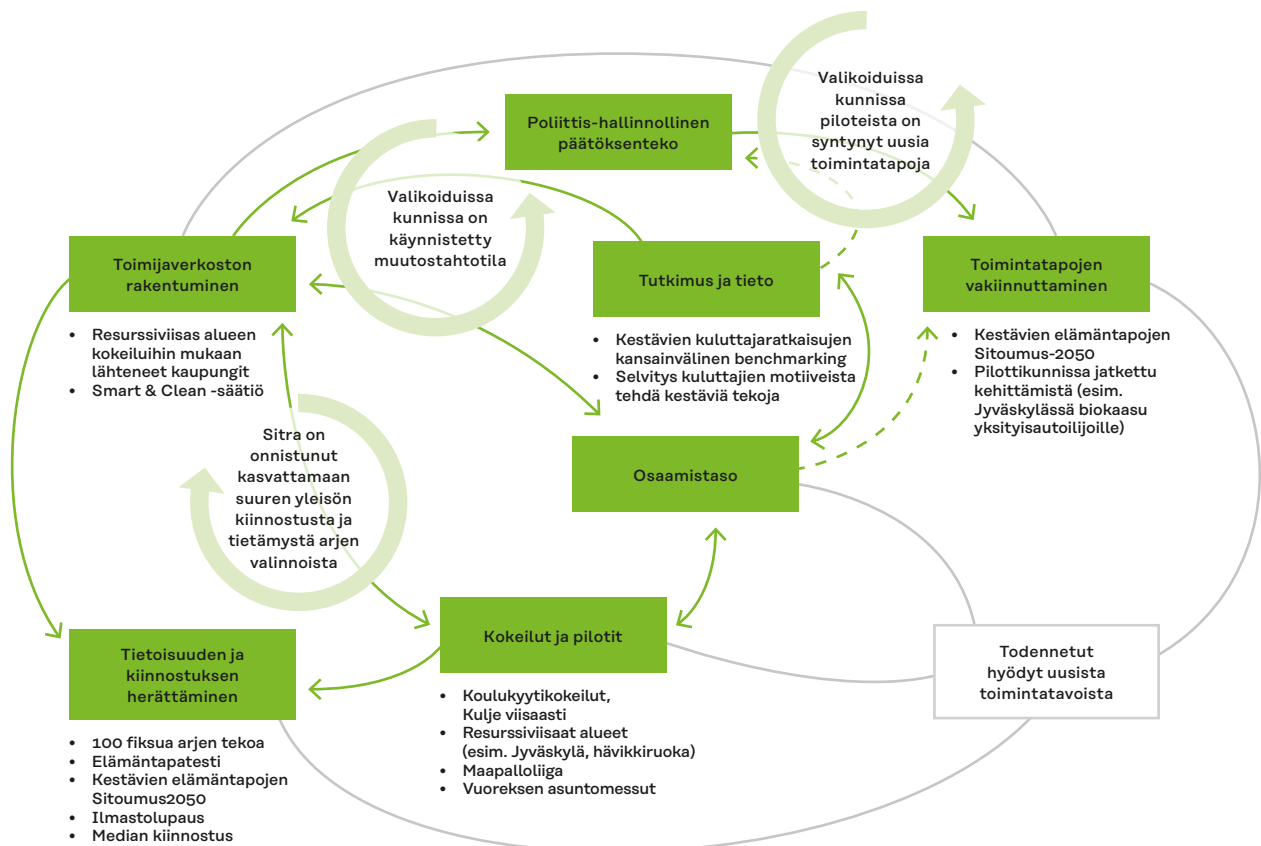 Valikoiduissa
kunnissa
piloteista on
syntynyt uusia
toimintatapoja
Poliittis-hallinnollinen
päätöksenteko
Valikoiduissa
kunnissa on
käynnistetty
muutostahtotila
Toimijaverkoston
rakentuminen
• Resurssiviisas alueen
kokeiluihin mukaan
lähteneet kaupungit
• Smart & Clean -säätiö
Tutkimus ja tieto
• Kestävien kuluttajaratkaisujen
kansainvälinen benchmarking
• Selvitys kuluttajien motiiveista
tehdä kestäviä tekoja
Toimintatapojen
vakiinnuttaminen
• Kestävien elämäntapojen
Sitoumus-2050
• Pilottikunnissa jatkettu
kehittämistä (esim.
Jyväskylässä biokaasu
yksityisautoilijoille)
Sitra on
onnistunut
kasvattamaan
suuren yleisön
kiinnostusta ja
tietämystä arjen
valinnoista
Osaamistaso
Tietoisuuden ja
kiinnostuksen
herättäminen
• 100 fiksua arjen tekoa
• Elämäntapatesti
• Kestävien elämäntapojen
Sitoumus2050
• Ilmastolupaus
• Median kiinnostus
Kokeilut ja pilotit
• Koulukyytikokeilut,
Kulje viisaasti
• Resurssiviisaat alueet
(esim. Jyväskylä, hävikkiruoka)
• Maapalloliiga
• Vuoreksen asuntomessut
Todennetut
hyödyt uusista
toimintatavoista